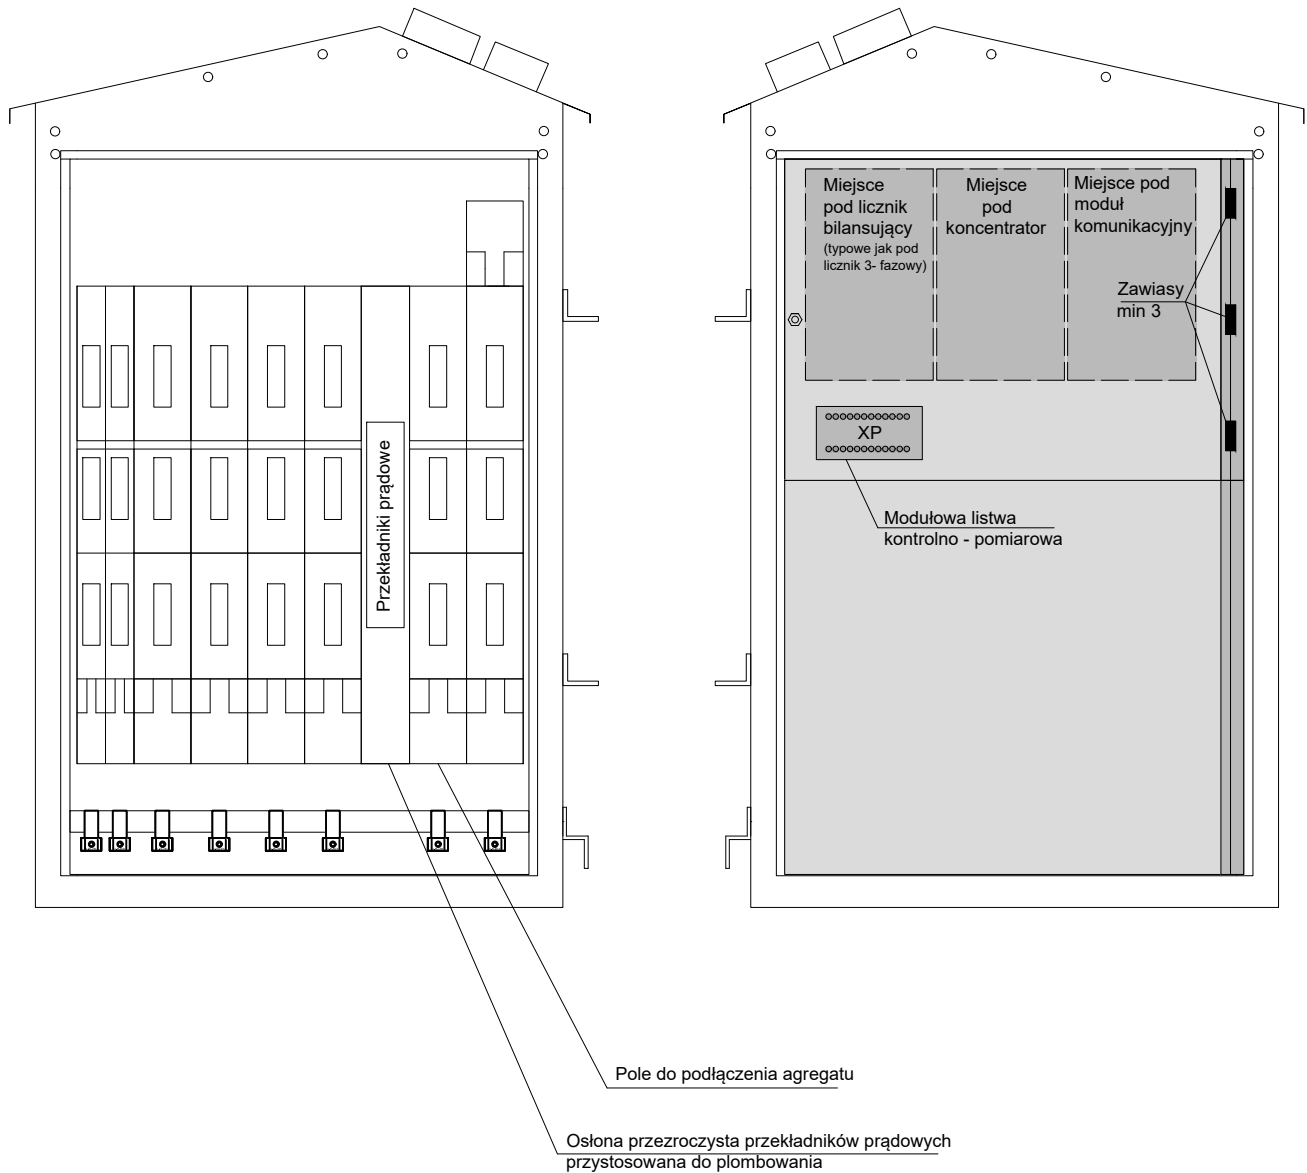 Przekładniki prądowe
Miejsce
pod licznik
bilansujący
(typowe jak pod
licznik 3- fazowy)
Miejsce
pod
koncentrator
Miejsce pod
moduł
komunikacyjny
Zawiasy
min 3
XP
Modułowa listwa
kontrolno - pomiarowa
Pole do podłączenia agregatu
Osłona przezroczysta przekładników prądowych
przystosowana do plombowania